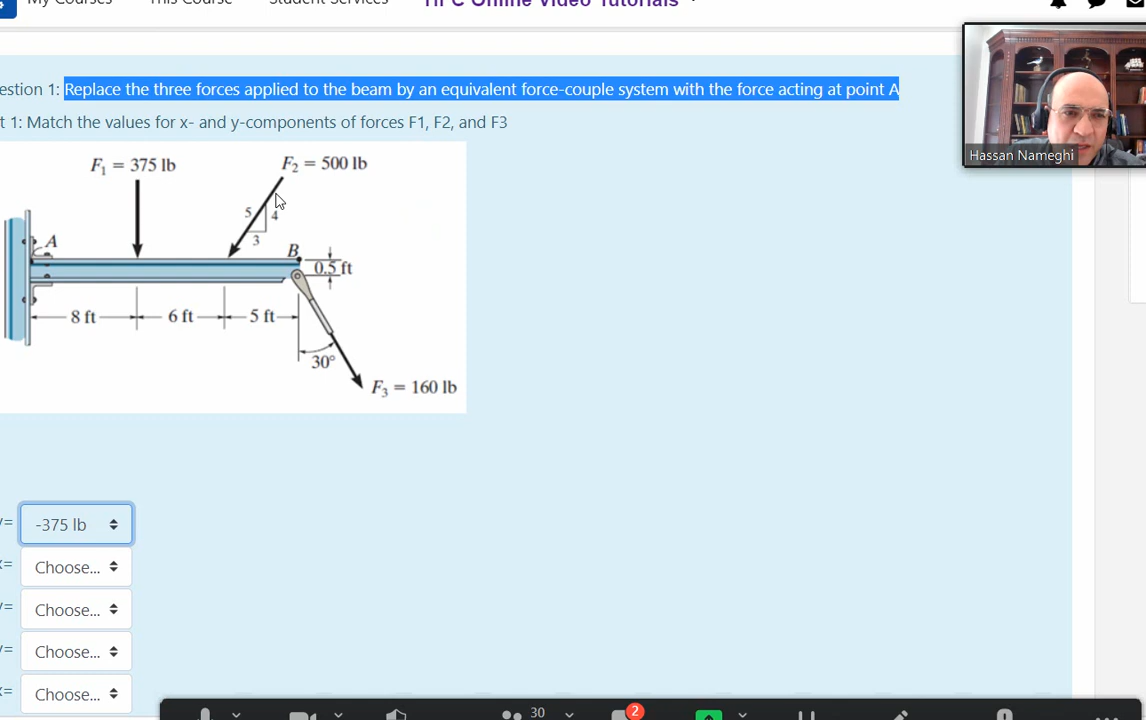 My Courses This Course Student Services TIPC Online Video Tutorials
estion 1: Replace the three forces applied to the beam by an equivalent force-couple system with the force acting at point A
t 1: Match the values for x- and y-components of forces F1, F2, and F3
Hassan Nameghi
F₁ = 375 lb
F₂ = 500 lb
5
4
3
A
B
0.5 ft
8 ft
6 ft
5 ft
30°
F₃ = 160 lb
y= -375 lb
x= Choose...
y= Choose...
y= Choose...
x= Choose...
30
2